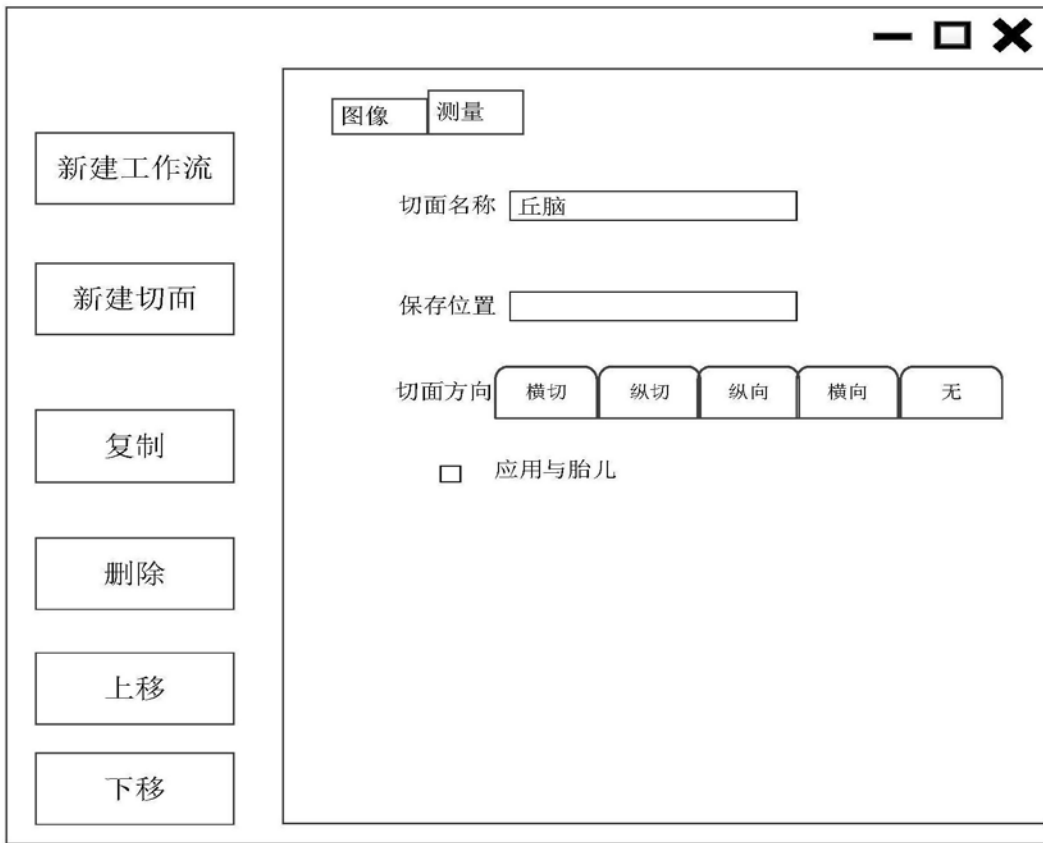 新建工作流
新建切面
复制
删除
上移
下移
图像 测量
切面名称 丘脑
保存位置
切面方向 横切 纵切 纵向 横向 无
应用与胎儿